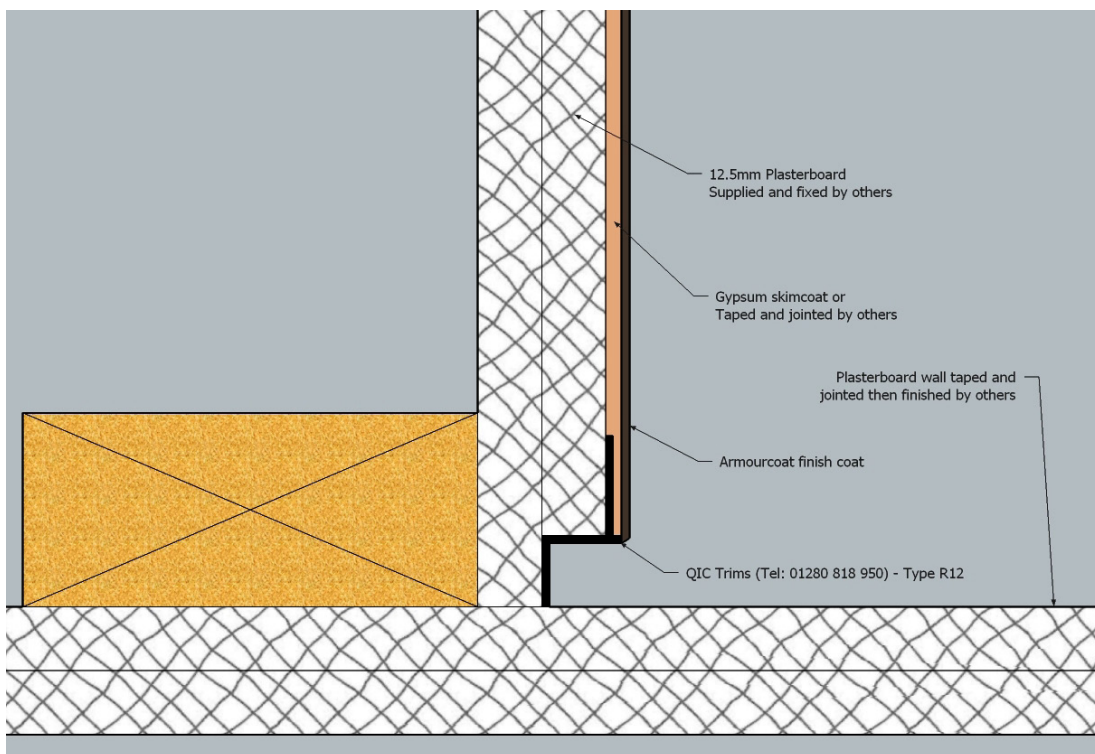 12.5mm Plasterboard
Supplied and fixed by others
Gypsum skimcoat or
Taped and jointed by others
Plasterboard wall taped and
jointed then finished by others
Armourcoat finish coat
QIC Trims (Tel: 01280 818 950) - Type R12